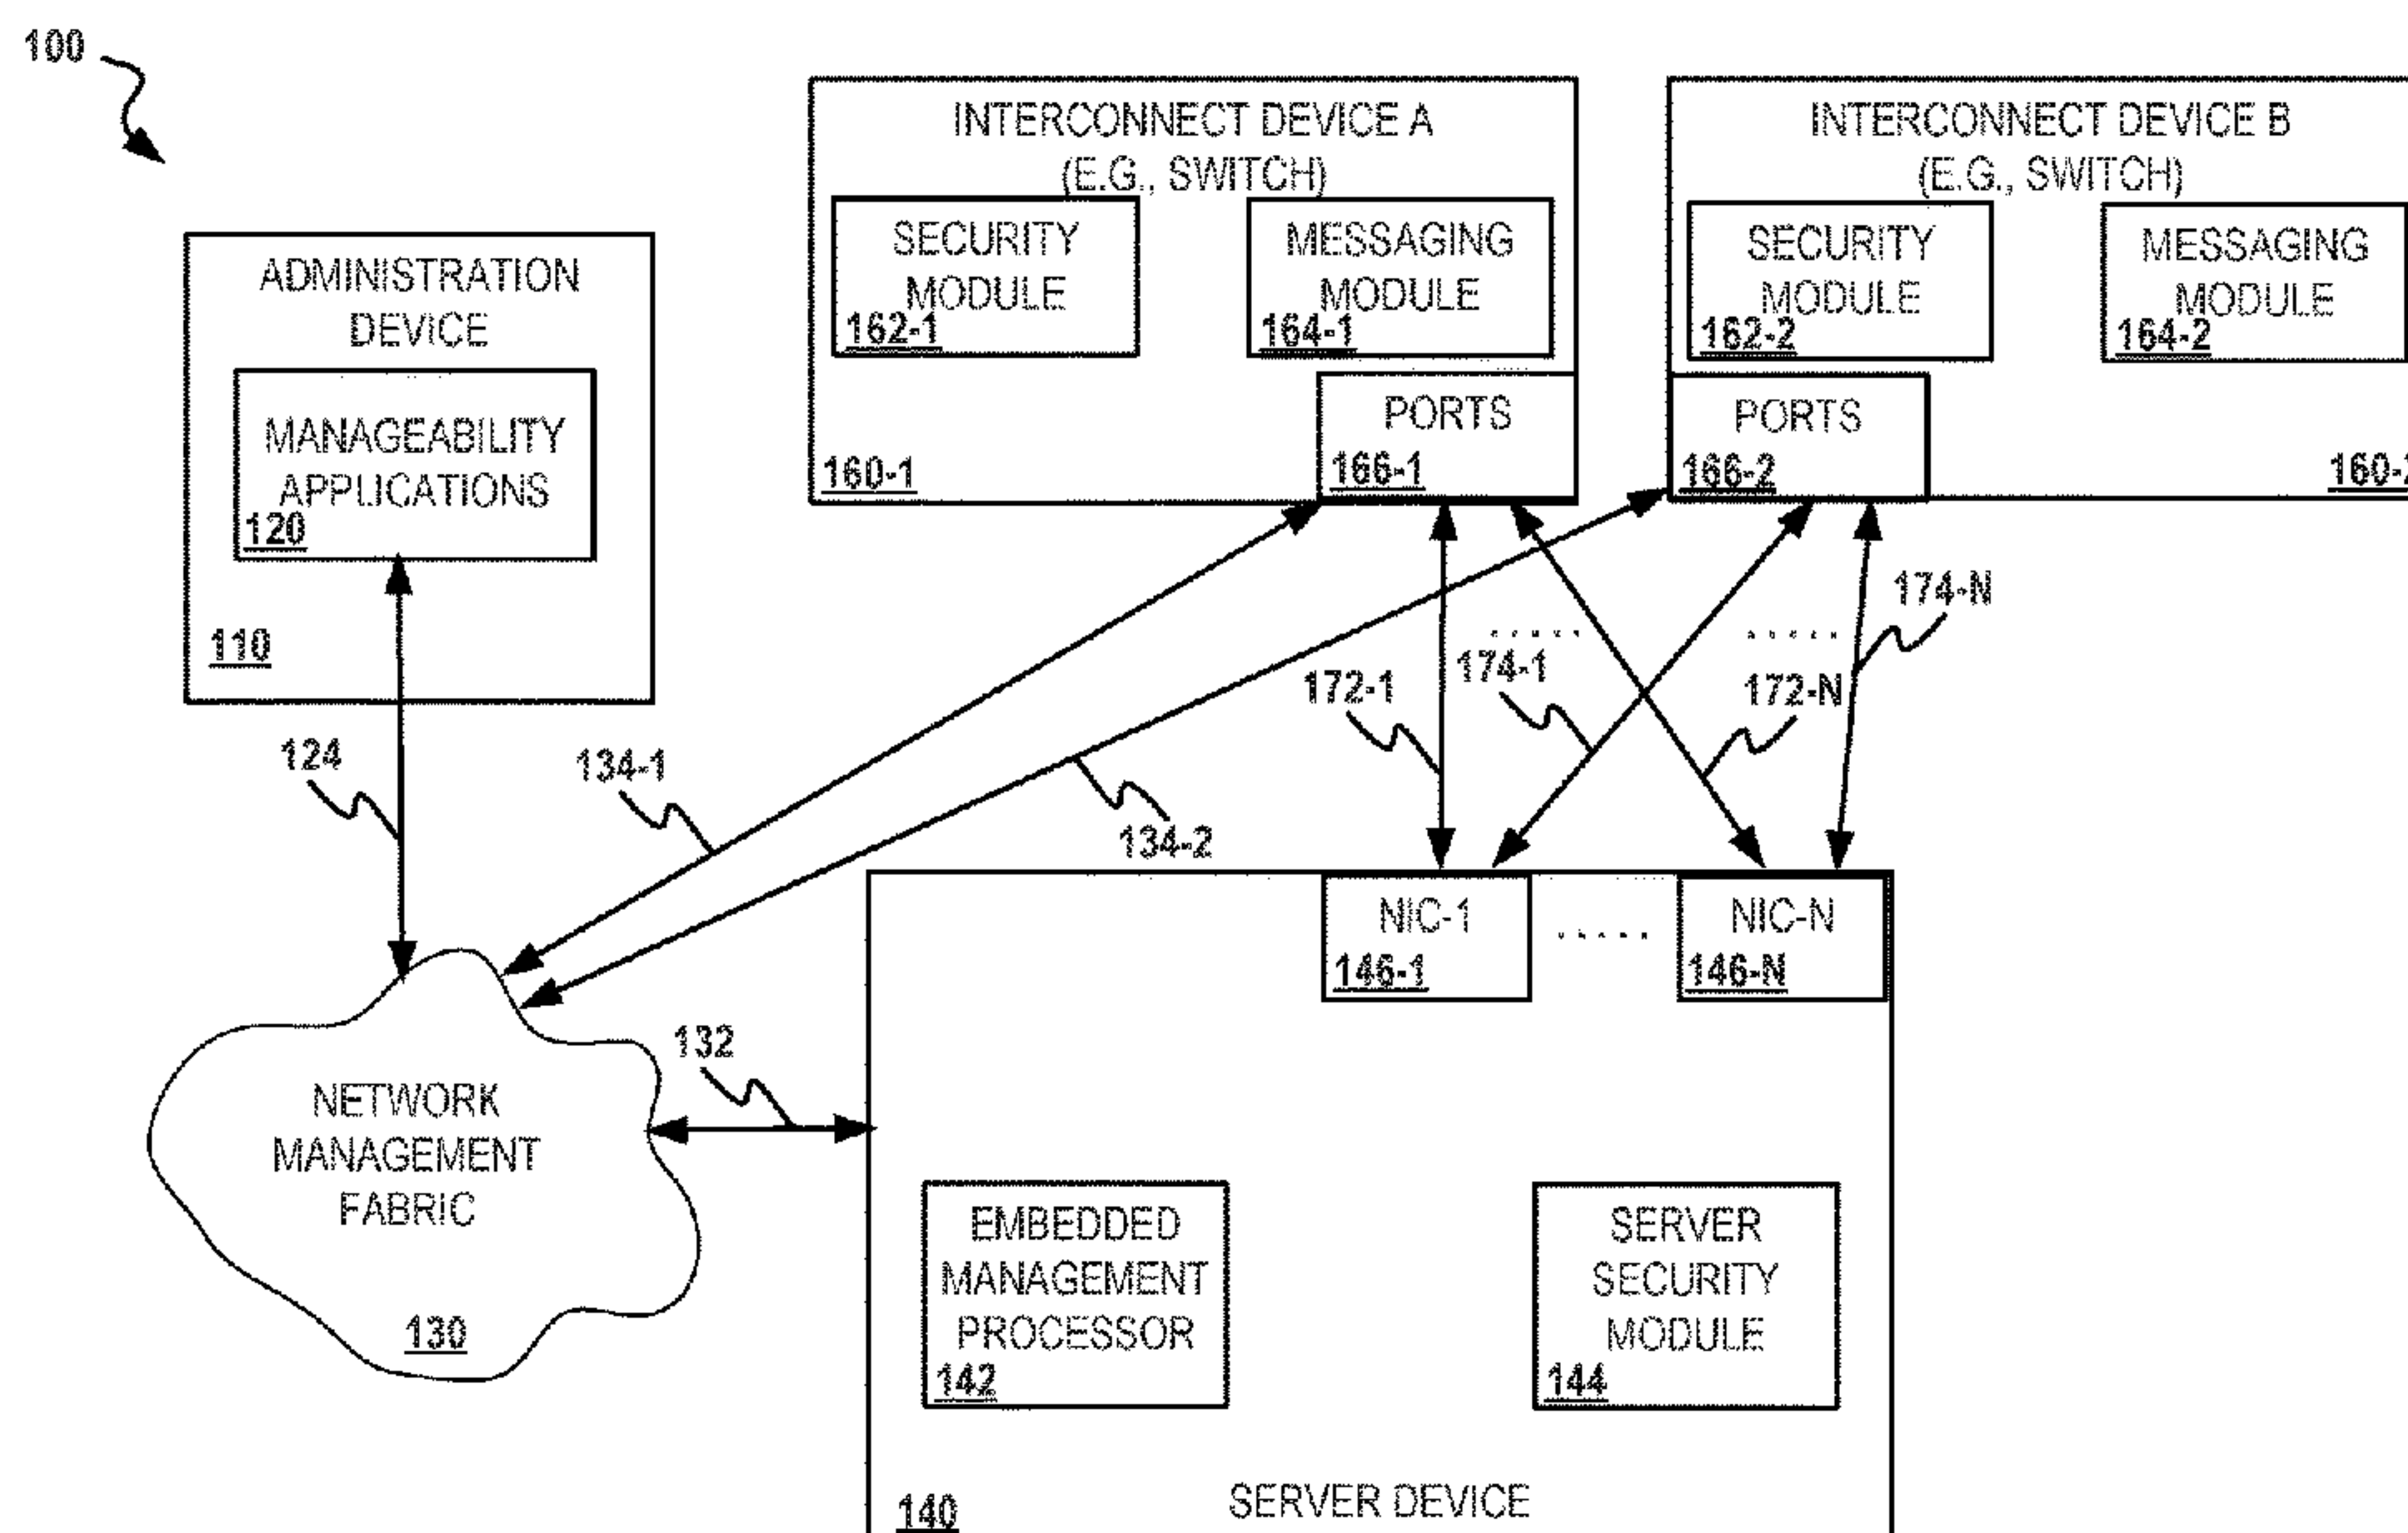 100
INTERCONNECT DEVICE A
(E.G., SWITCH)
SECURITY
MODULE
162-1
MESSAGING
MODULE
164-1
PORTS
166-1
160-1
INTERCONNECT DEVICE B
(E.G., SWITCH)
SECURITY
MODULE
162-2
MESSAGING
MODULE
164-2
PORTS
166-2
ADMINISTRATION
DEVICE
MANAGEABILITY
APPLICATIONS
120
110
124
134-1
134-2
172-1
174-1
172-N
174-N
132
NETWORK
MANAGEMENT
FABRIC
130
NIC-1
146-1
NIC-N
146-N
EMBEDDED
MANAGEMENT
PROCESSOR
142
SERVER
SECURITY
MODULE
144
140
SERVER DEVICE